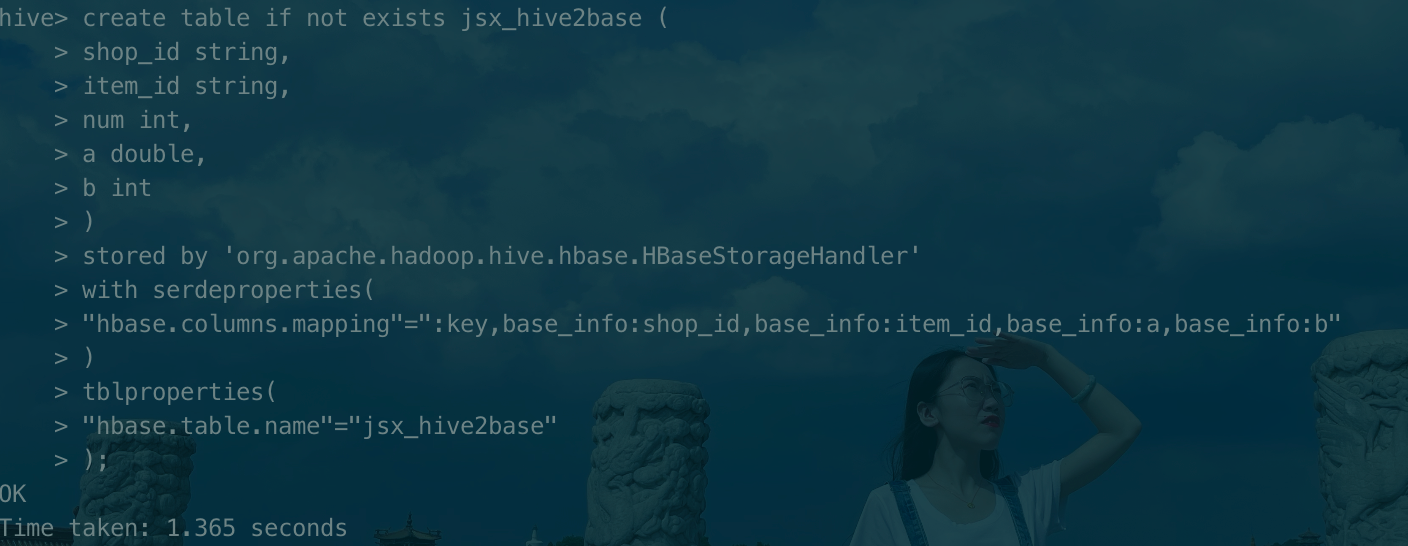 hive> create table if not exists jsx_hive2base (
> shop_id string,
> item_id string,
> num int,
> a double,
> b int
> )
> stored by 'org.apache.hadoop.hive.hbase.HBaseStorageHandler'
> with serdeproperties(
> "hbase.columns.mapping"=":key,base_info:shop_id,base_info:item_id,base_info:a,base_info:b"
> )
> tblproperties(
> "hbase.table.name"="jsx_hive2base"
> );
OK
Time taken: 1.365 seconds